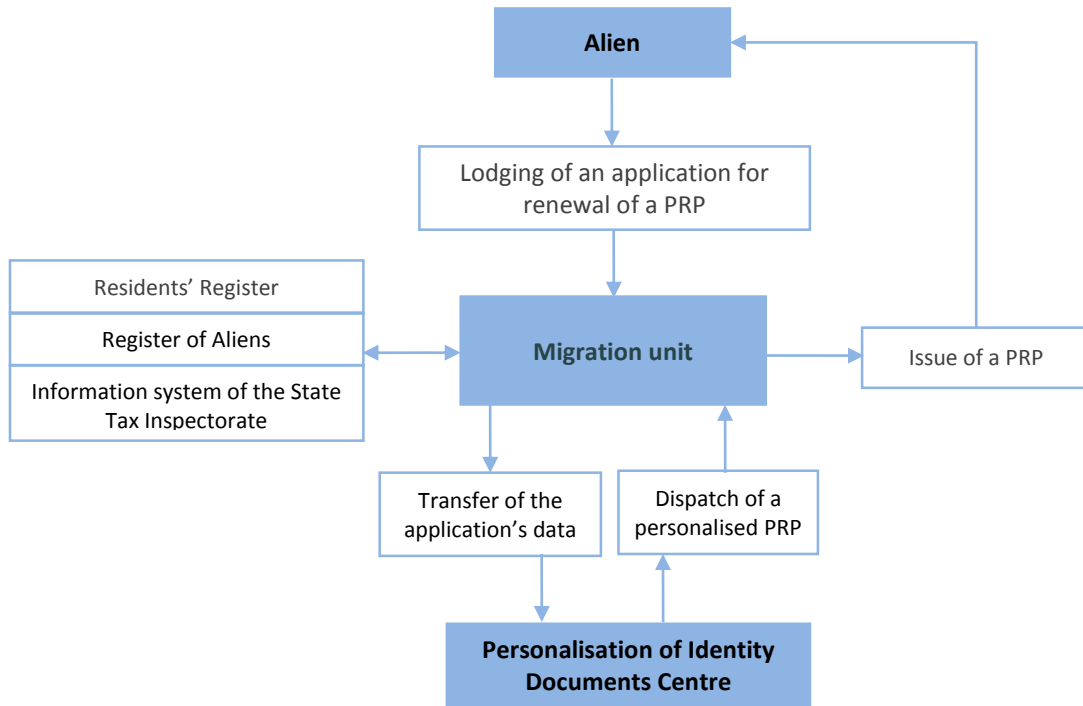 Alien
Lodging of an application for
renewal of a PRP
Residents’ Register
Register of Aliens
Information system of the State
Tax Inspectorate
Migration unit
Issue of a PRP
Transfer of the
application’s data
Dispatch of a
personalised PRP
Personalisation of Identity
Documents Centre